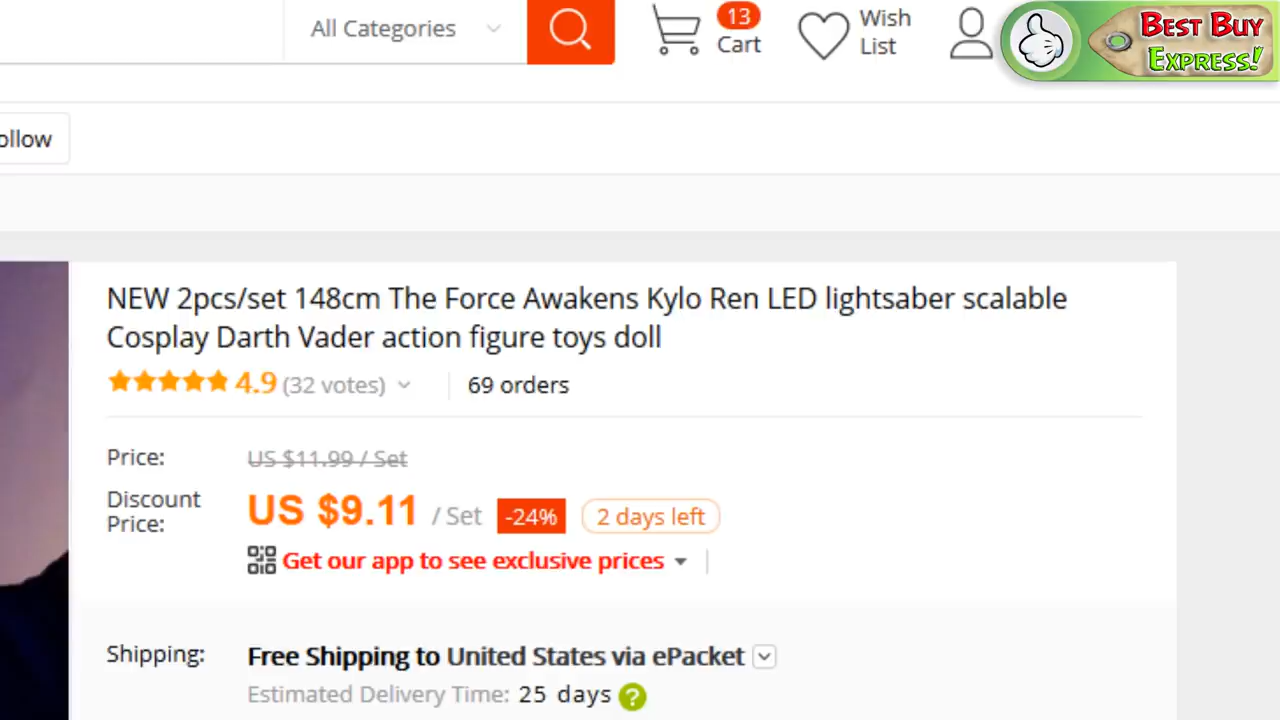 All Categories
13
Cart
Wish
List
BEST BUY
EXPRESS!
ollow
NEW 2pcs/set 148cm The Force Awakens Kylo Ren LED lightsaber scalable
Cosplay Darth Vader action figure toys doll
4.9 (32 votes)
69 orders
Price:
US $11.99 / Set
Discount
Price:
US $9.11 / Set -24% 2 days left
Get our app to see exclusive prices
Shipping:
Free Shipping to United States via ePacket
Estimated Delivery Time: 25 days ?